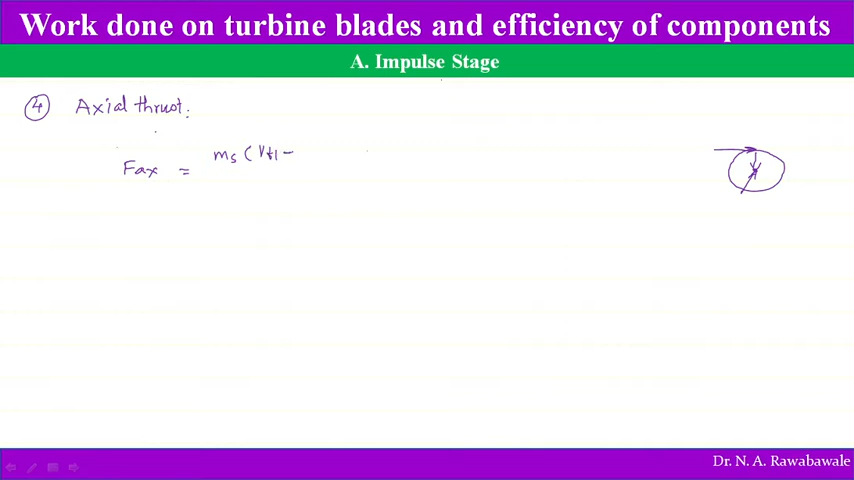 Work done on turbine blades and efficiency of components
A. Impulse Stage
4 Axial thrust:
Fax = ms (Vf1 -
Dr. N. A. Rawabawale